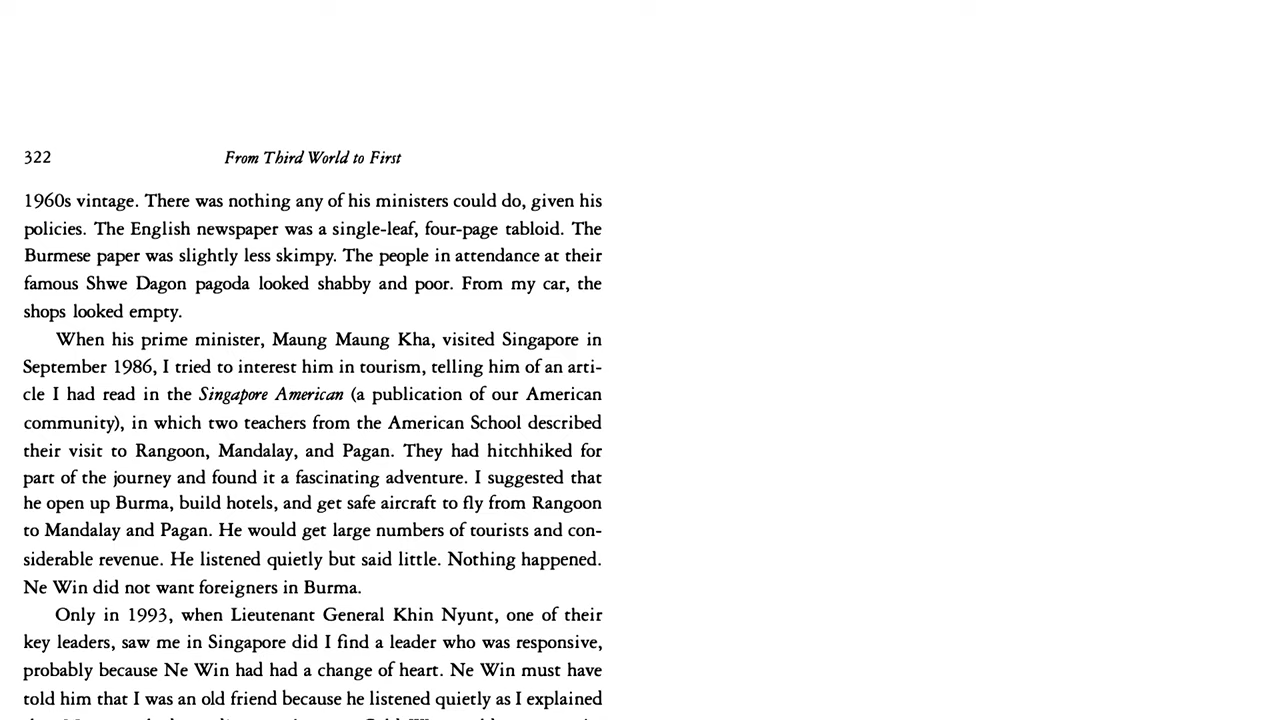 322
From Third World to First
1960s vintage. There was nothing any of his ministers could do, given his
policies. The English newspaper was a single-leaf, four-page tabloid. The
Burmese paper was slightly less skimpy. The people in attendance at their
famous Shwe Dagon pagoda looked shabby and poor. From my car, the
shops looked empty.
When his prime minister, Maung Maung Kha, visited Singapore in
September 1986, I tried to interest him in tourism, telling him of an arti-
cle I had read in the Singapore American (a publication of our American
community), in which two teachers from the American School described
their visit to Rangoon, Mandalay, and Pagan. They had hitchhiked for
part of the journey and found it a fascinating adventure. I suggested that
he open up Burma, build hotels, and get safe aircraft to fly from Rangoon
to Mandalay and Pagan. He would get large numbers of tourists and con-
siderable revenue. He listened quietly but said little. Nothing happened.
Ne Win did not want foreigners in Burma.
Only in 1993, when Lieutenant General Khin Nyunt, one of their
key leaders, saw me in Singapore did I find a leader who was responsive,
probably because Ne Win had had a change of heart. Ne Win must have
told him that I was an old friend because he listened quietly as I explained